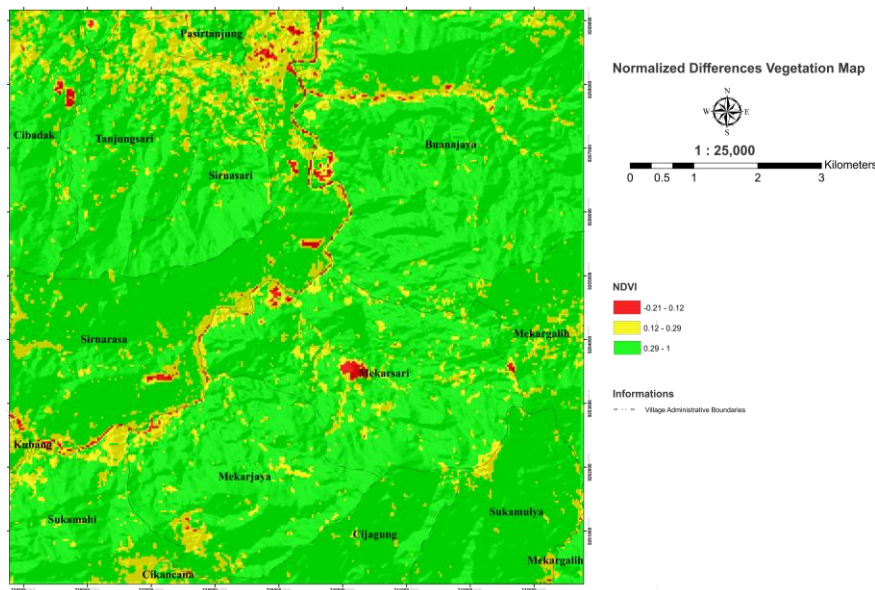 Pasirtanjung
Cibadak
Tanjungsari
Buanajaya
Sirnasari
Sirnarasa
Mekargalih
Mekarsari
Kubang
Mekarjaya
Sukamahi
Sukamulya
Cijagung
Mekargalih
Cikancana
Normalized Differences Vegetation Map
N
W E
S
1 : 25,000
Kilometers
0 0.5 1 2 3
NDVI
-0.21 - 0.12
0.12 - 0.29
0.29 - 1
Informations
Village Administrative Boundaries